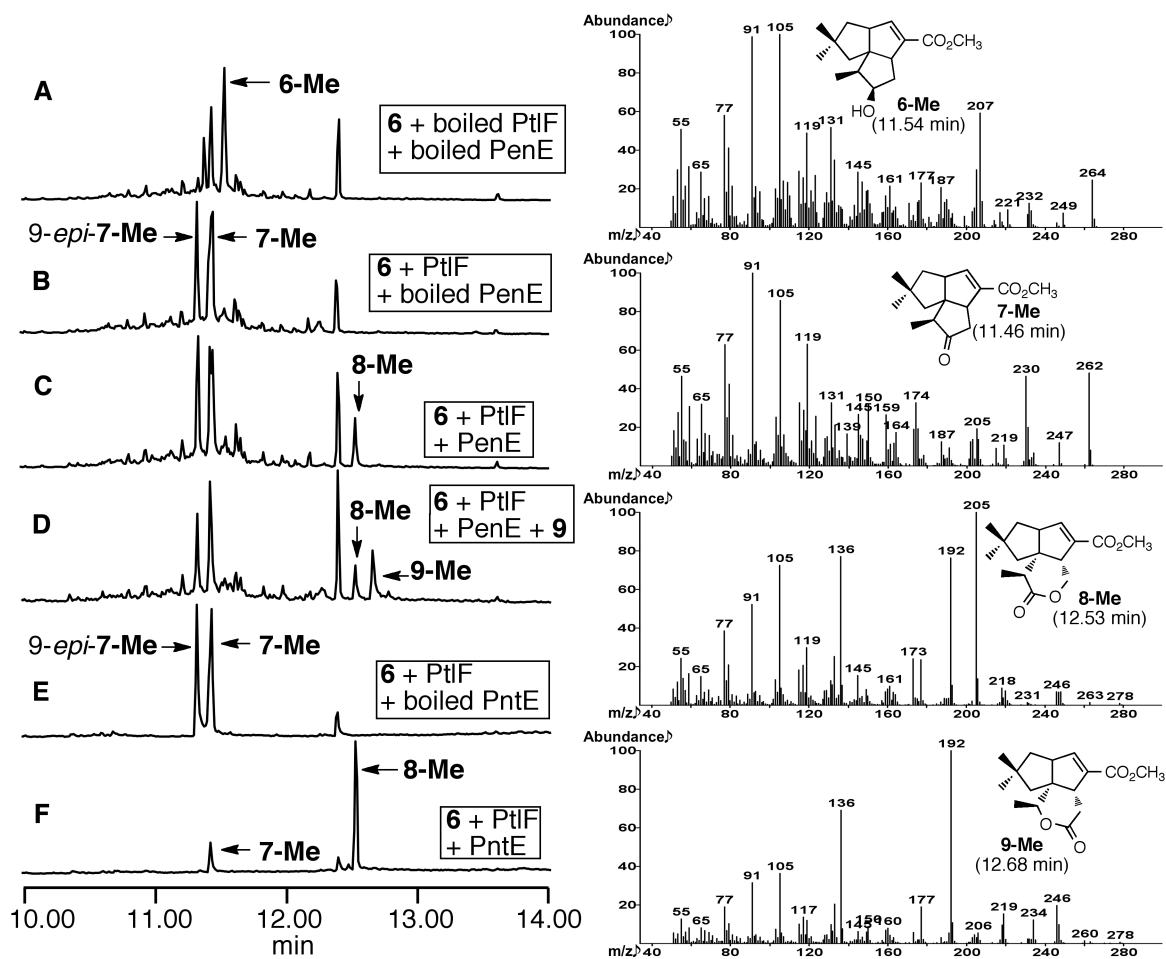 A
6-Me
6 + boiled PtlF
+ boiled PenE
9-epi-7-Me
7-Me
B
6 + PtlF
+ boiled PenE
C
8-Me
6 + PtlF
+ PenE
D
8-Me
6 + PtlF
+ PenE + 9
9-Me
9-epi-7-Me
7-Me
E
6 + PtlF
+ boiled PntE
8-Me
F
7-Me
6 + PtlF
+ PntE
10.00 11.00 12.00 13.00 14.00
min
Abundance
100
80
60
40
20
m/z
40 80 120 160 200 240 280
55 65 77 91 105 119 131 145 161 177 187 207 221 232 249 264
CO2CH3
HO
6-Me
(11.54 min)
Abundance
100
80
60
40
20
m/z
40 80 120 160 200 240 280
55 65 77 91 105 119 131 139 145 150 159 164 174 187 205 219 230 247 262
CO2CH3
O
7-Me
(11.46 min)
Abundance
100
80
60
40
20
m/z
40 80 120 160 200 240 280
55 65 77 91 105 119 136 145 161 173 192 205 218 231 246 263 278
CO2CH3
O
O
8-Me
(12.53 min)
Abundance
100
80
60
40
20
m/z
40 80 120 160 200 240 280
55 65 77 91 105 117 136 145 150 160 177 192 206 219 234 246 260 278
CO2CH3
O
O
9-Me
(12.68 min)